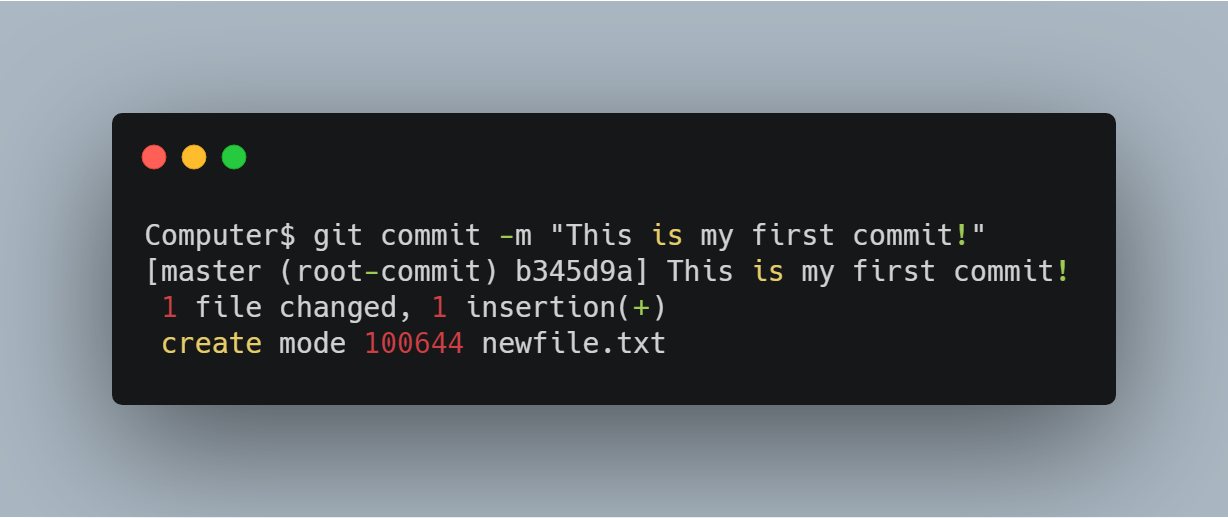 Computer$ git commit -m "This is my first commit!"
[master (root-commit) b345d9a] This is my first commit!
 1 file changed, 1 insertion(+)
 create mode 100644 newfile.txt